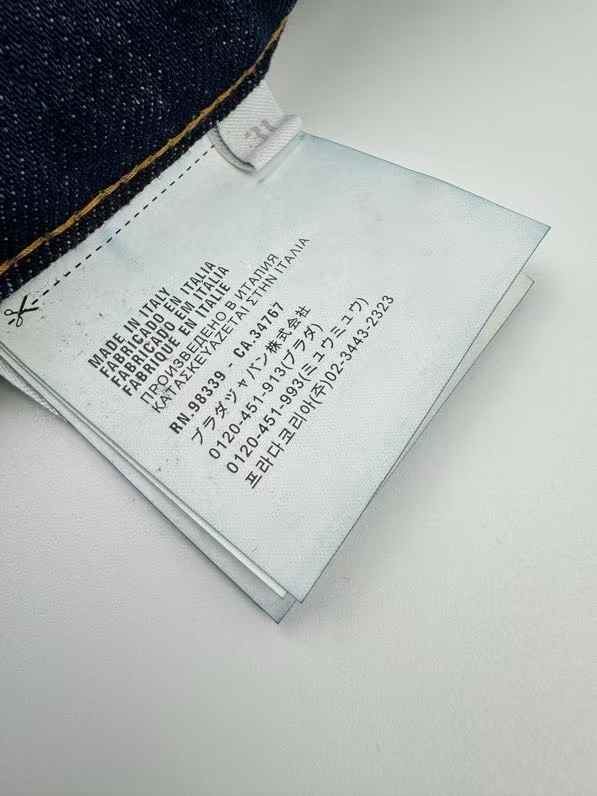 31
MADE IN ITALY
FABRICADO EN ITALIA
FABRICADO EM ITÁLIA
FABRIQUE EN ITALIE
ПРОИЗВЕДЕНО В ИТАЛИЯ
ΚΑΤΑΣΚΕΥΑΖΕΤΑΙ ΣΤΗΝ ΙΤΑΛΙΑ
RN.98339 - CA.34767
プラダジャパン株式会社
0120-451-913(プラダ)
0120-451-993(ミュウミュウ)
프라다코리아(주)02-3443-2323